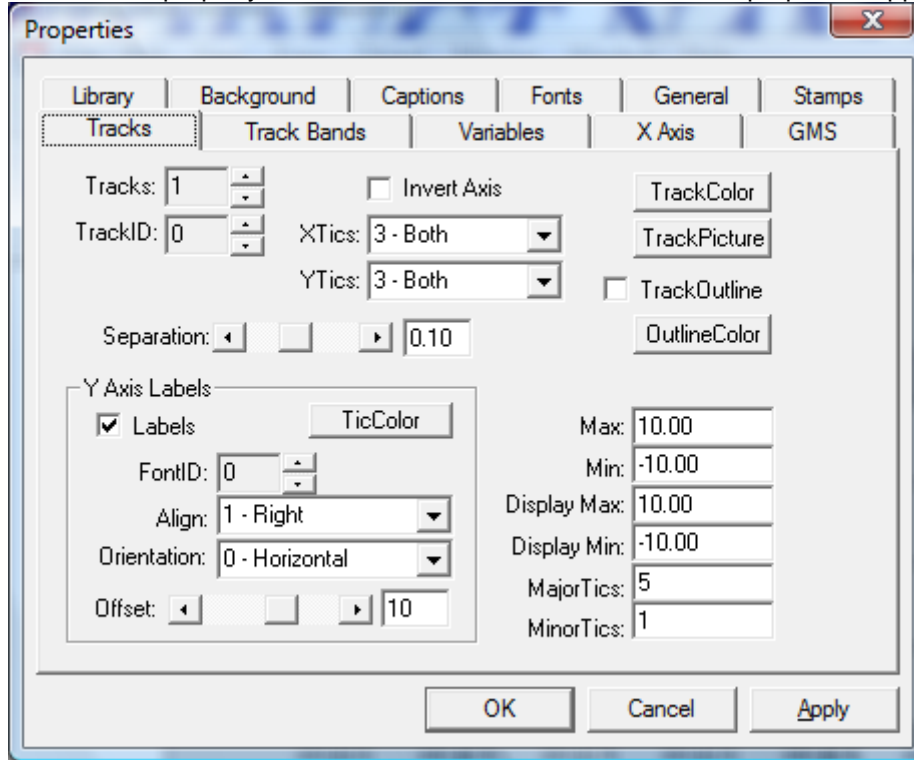 Properties
X
Library Background Captions Fonts General Stamps
Tracks Track Bands Variables X Axis GMS
Tracks: 1
Invert Axis
TrackColor
TrackID: 0
XTics: 3 - Both
TrackPicture
YTics: 3 - Both
TrackOutline
Separation: 0.10
OutlineColor
Y Axis Labels
Labels
TicColor
FontID: 0
Align: 1 - Right
Orientation: 0 - Horizontal
Offset: 10
Max: 10.00
Min: -10.00
Display Max: 10.00
Display Min: -10.00
MajorTics: 5
MinorTics: 1
OK Cancel Apply